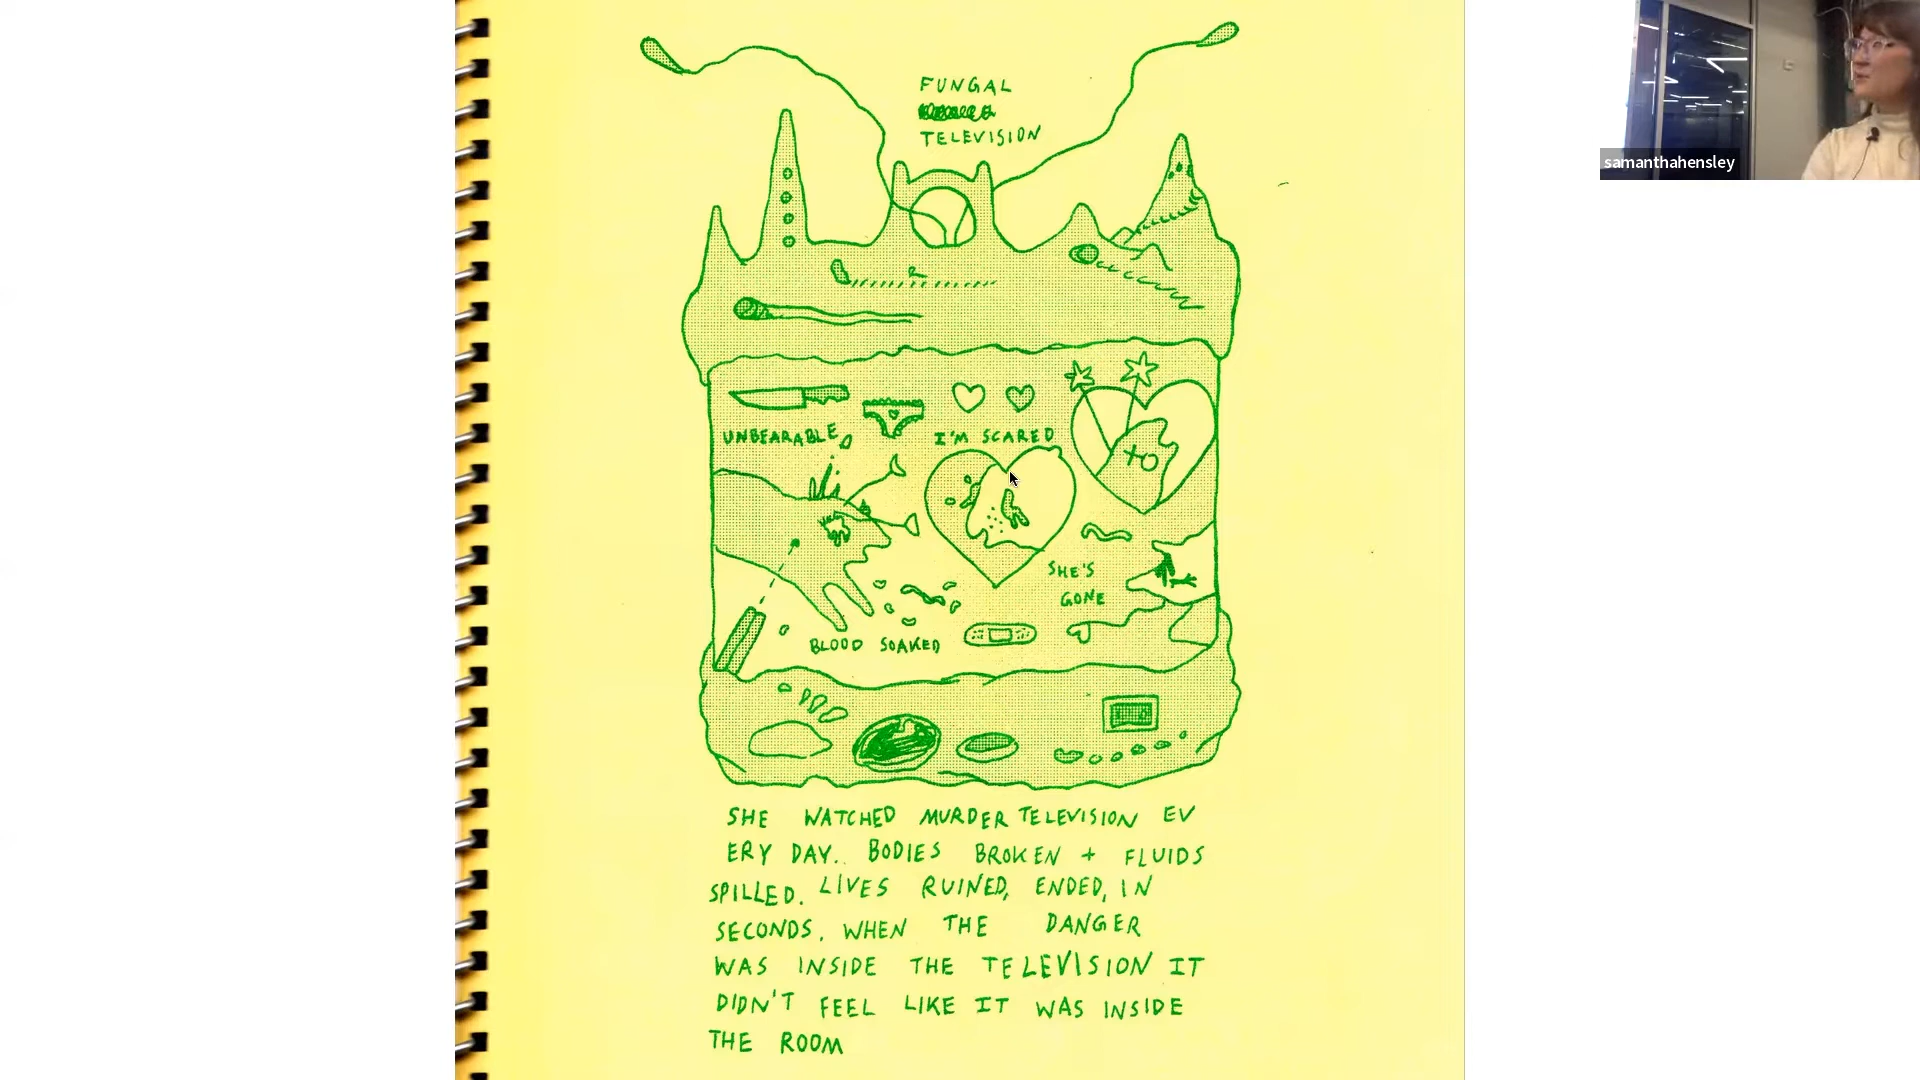 FUNGAL
TELEVISION
UNBEARABLE
I'M SCARED
XO
SHE'S
GONE
BLOOD SOAKED
SHE WATCHED MURDER TELEVISION EV
ERY DAY.. BODIES BROKEN + FLUIDS
SPILLED. LIVES RUINED, ENDED, IN
SECONDS. WHEN THE DANGER
WAS INSIDE THE TELEVISION IT
DIDN'T FEEL LIKE IT WAS INSIDE
THE ROOM
samanthahensley